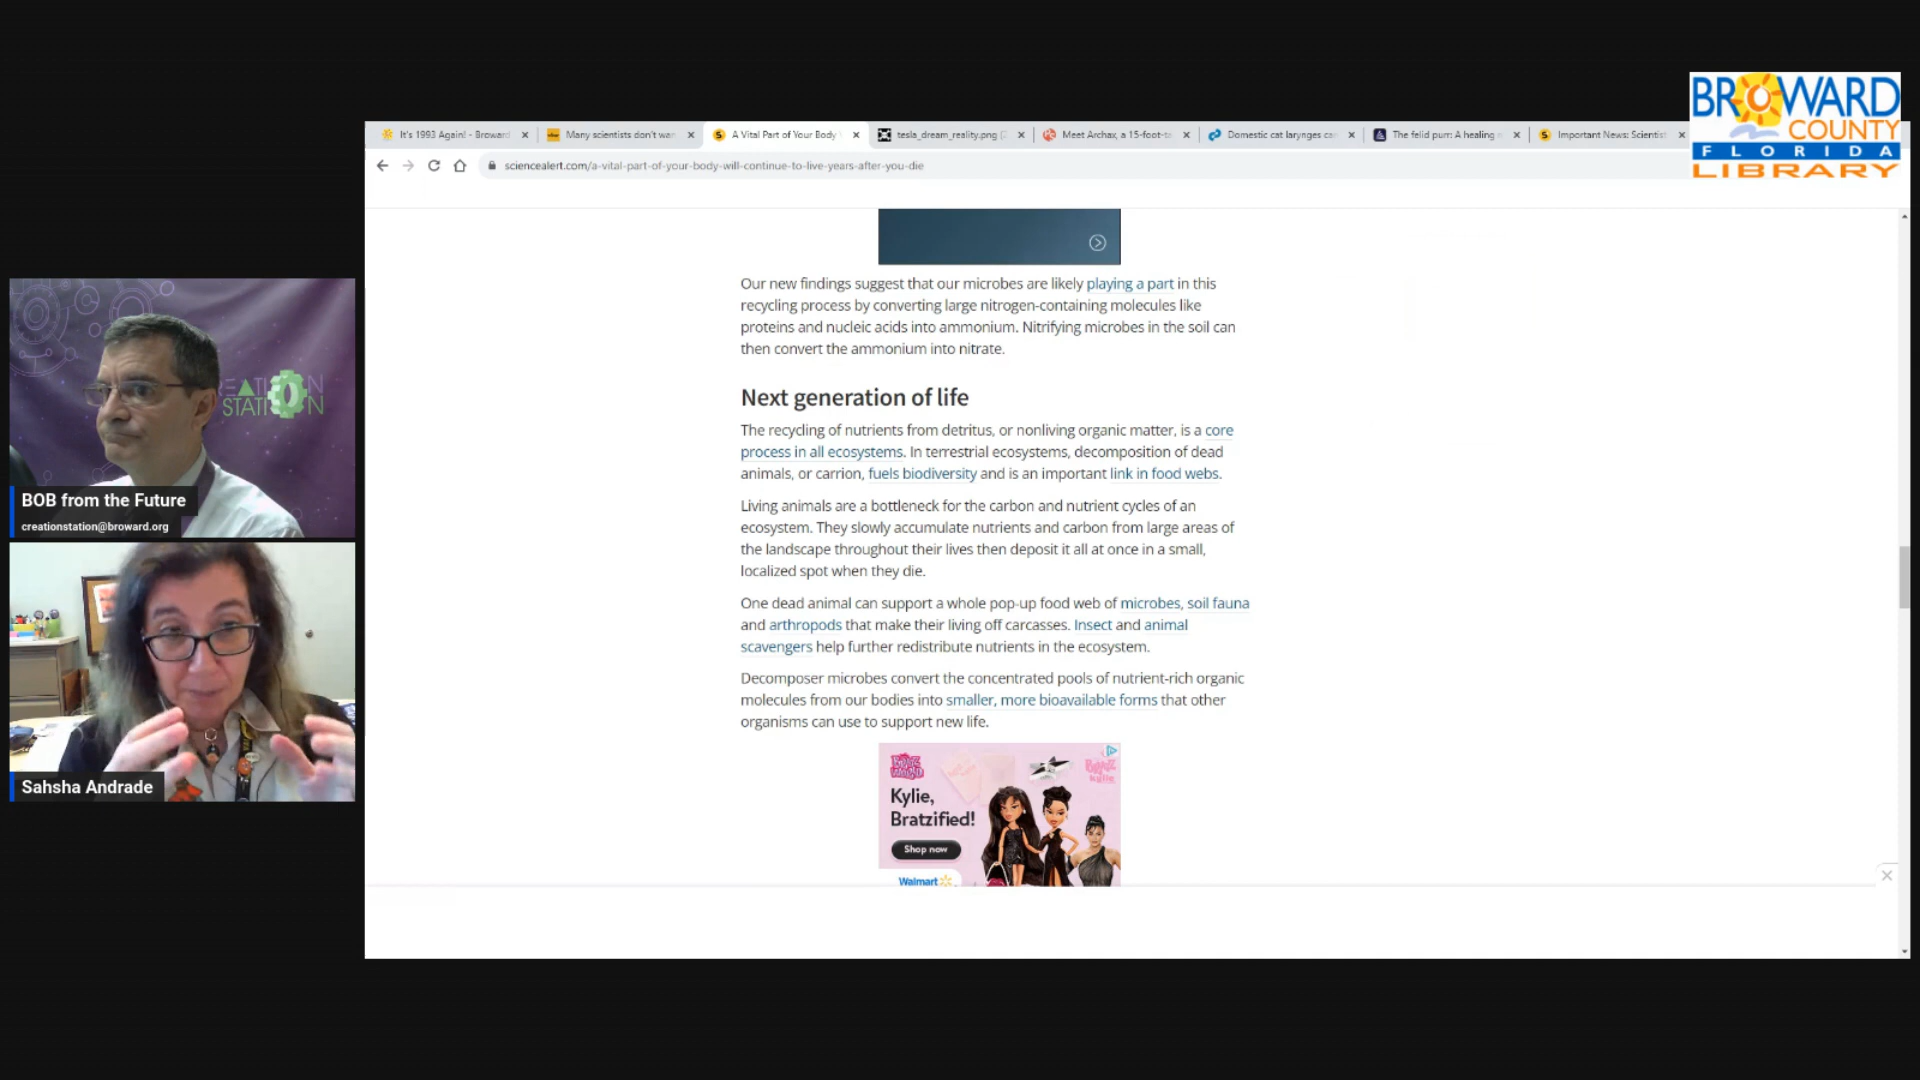 BROWARD
COUNTY
FLORIDA
LIBRARY
It's 1993 Again! - Broward
Many scientists don't wan
A Vital Part of Your Body
tesla_dream_reality.png (
Meet Archax, a 15-foot-ta
Domestic cat larynges ca
The felid purr: A healing
Important News: Scientist
sciencealert.com/a-vital-part-of-your-body-will-continue-to-live-years-after-you-die
Our new findings suggest that our microbes are likely playing a part in this
recycling process by converting large nitrogen-containing molecules like
proteins and nucleic acids into ammonium. Nitrifying microbes in the soil can
then convert the ammonium into nitrate.
Next generation of life
The recycling of nutrients from detritus, or nonliving organic matter, is a core
process in all ecosystems. In terrestrial ecosystems, decomposition of dead
animals, or carrion, fuels biodiversity and is an important link in food webs.
Living animals are a bottleneck for the carbon and nutrient cycles of an
ecosystem. They slowly accumulate nutrients and carbon from large areas of
the landscape throughout their lives then deposit it all at once in a small,
localized spot when they die.
One dead animal can support a whole pop-up food web of microbes, soil fauna
and arthropods that make their living off carcasses. Insect and animal
scavengers help further redistribute nutrients in the ecosystem.
Decomposer microbes convert the concentrated pools of nutrient-rich organic
molecules from our bodies into smaller, more bioavailable forms that other
organisms can use to support new life.
Kylie,
Bratzified!
Shop now
Walmart
STATION
BOB from the Future
creationstation@broward.org
Sahsha Andrade